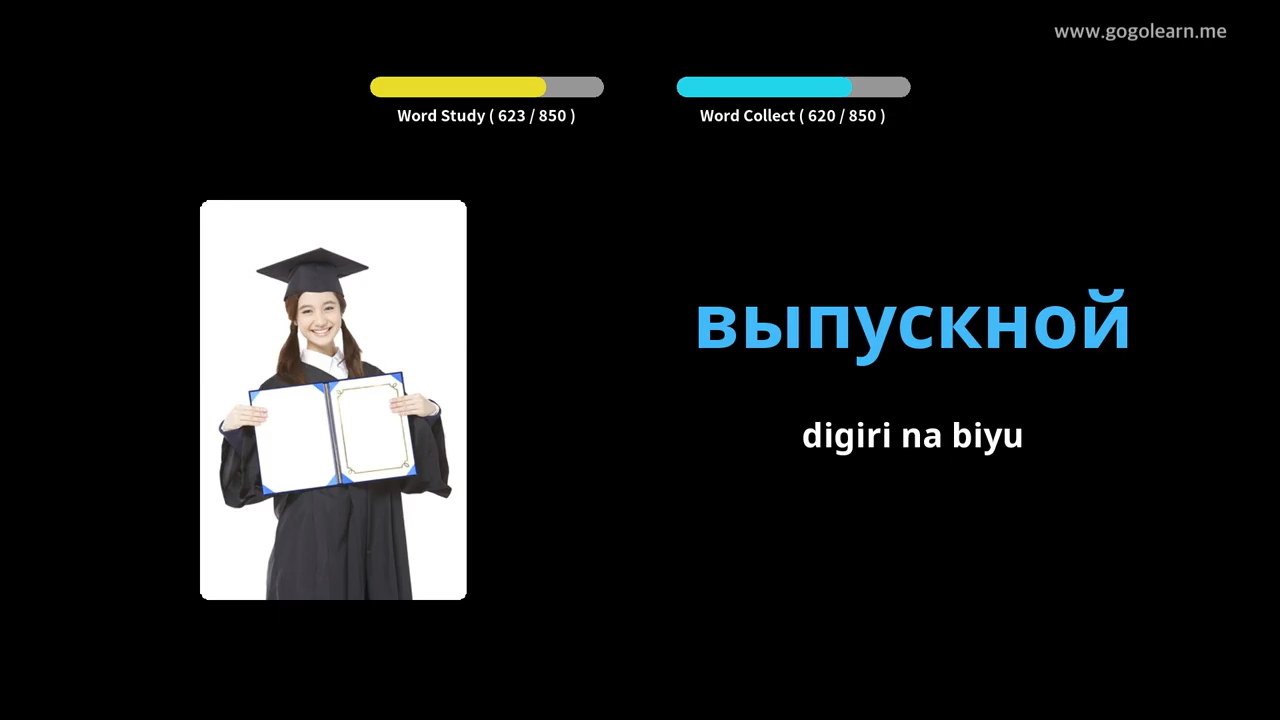 www.gogolearn.me
Word Study ( 623 / 850 )
Word Collect ( 620 / 850 )
выпускной
digiri na biyu